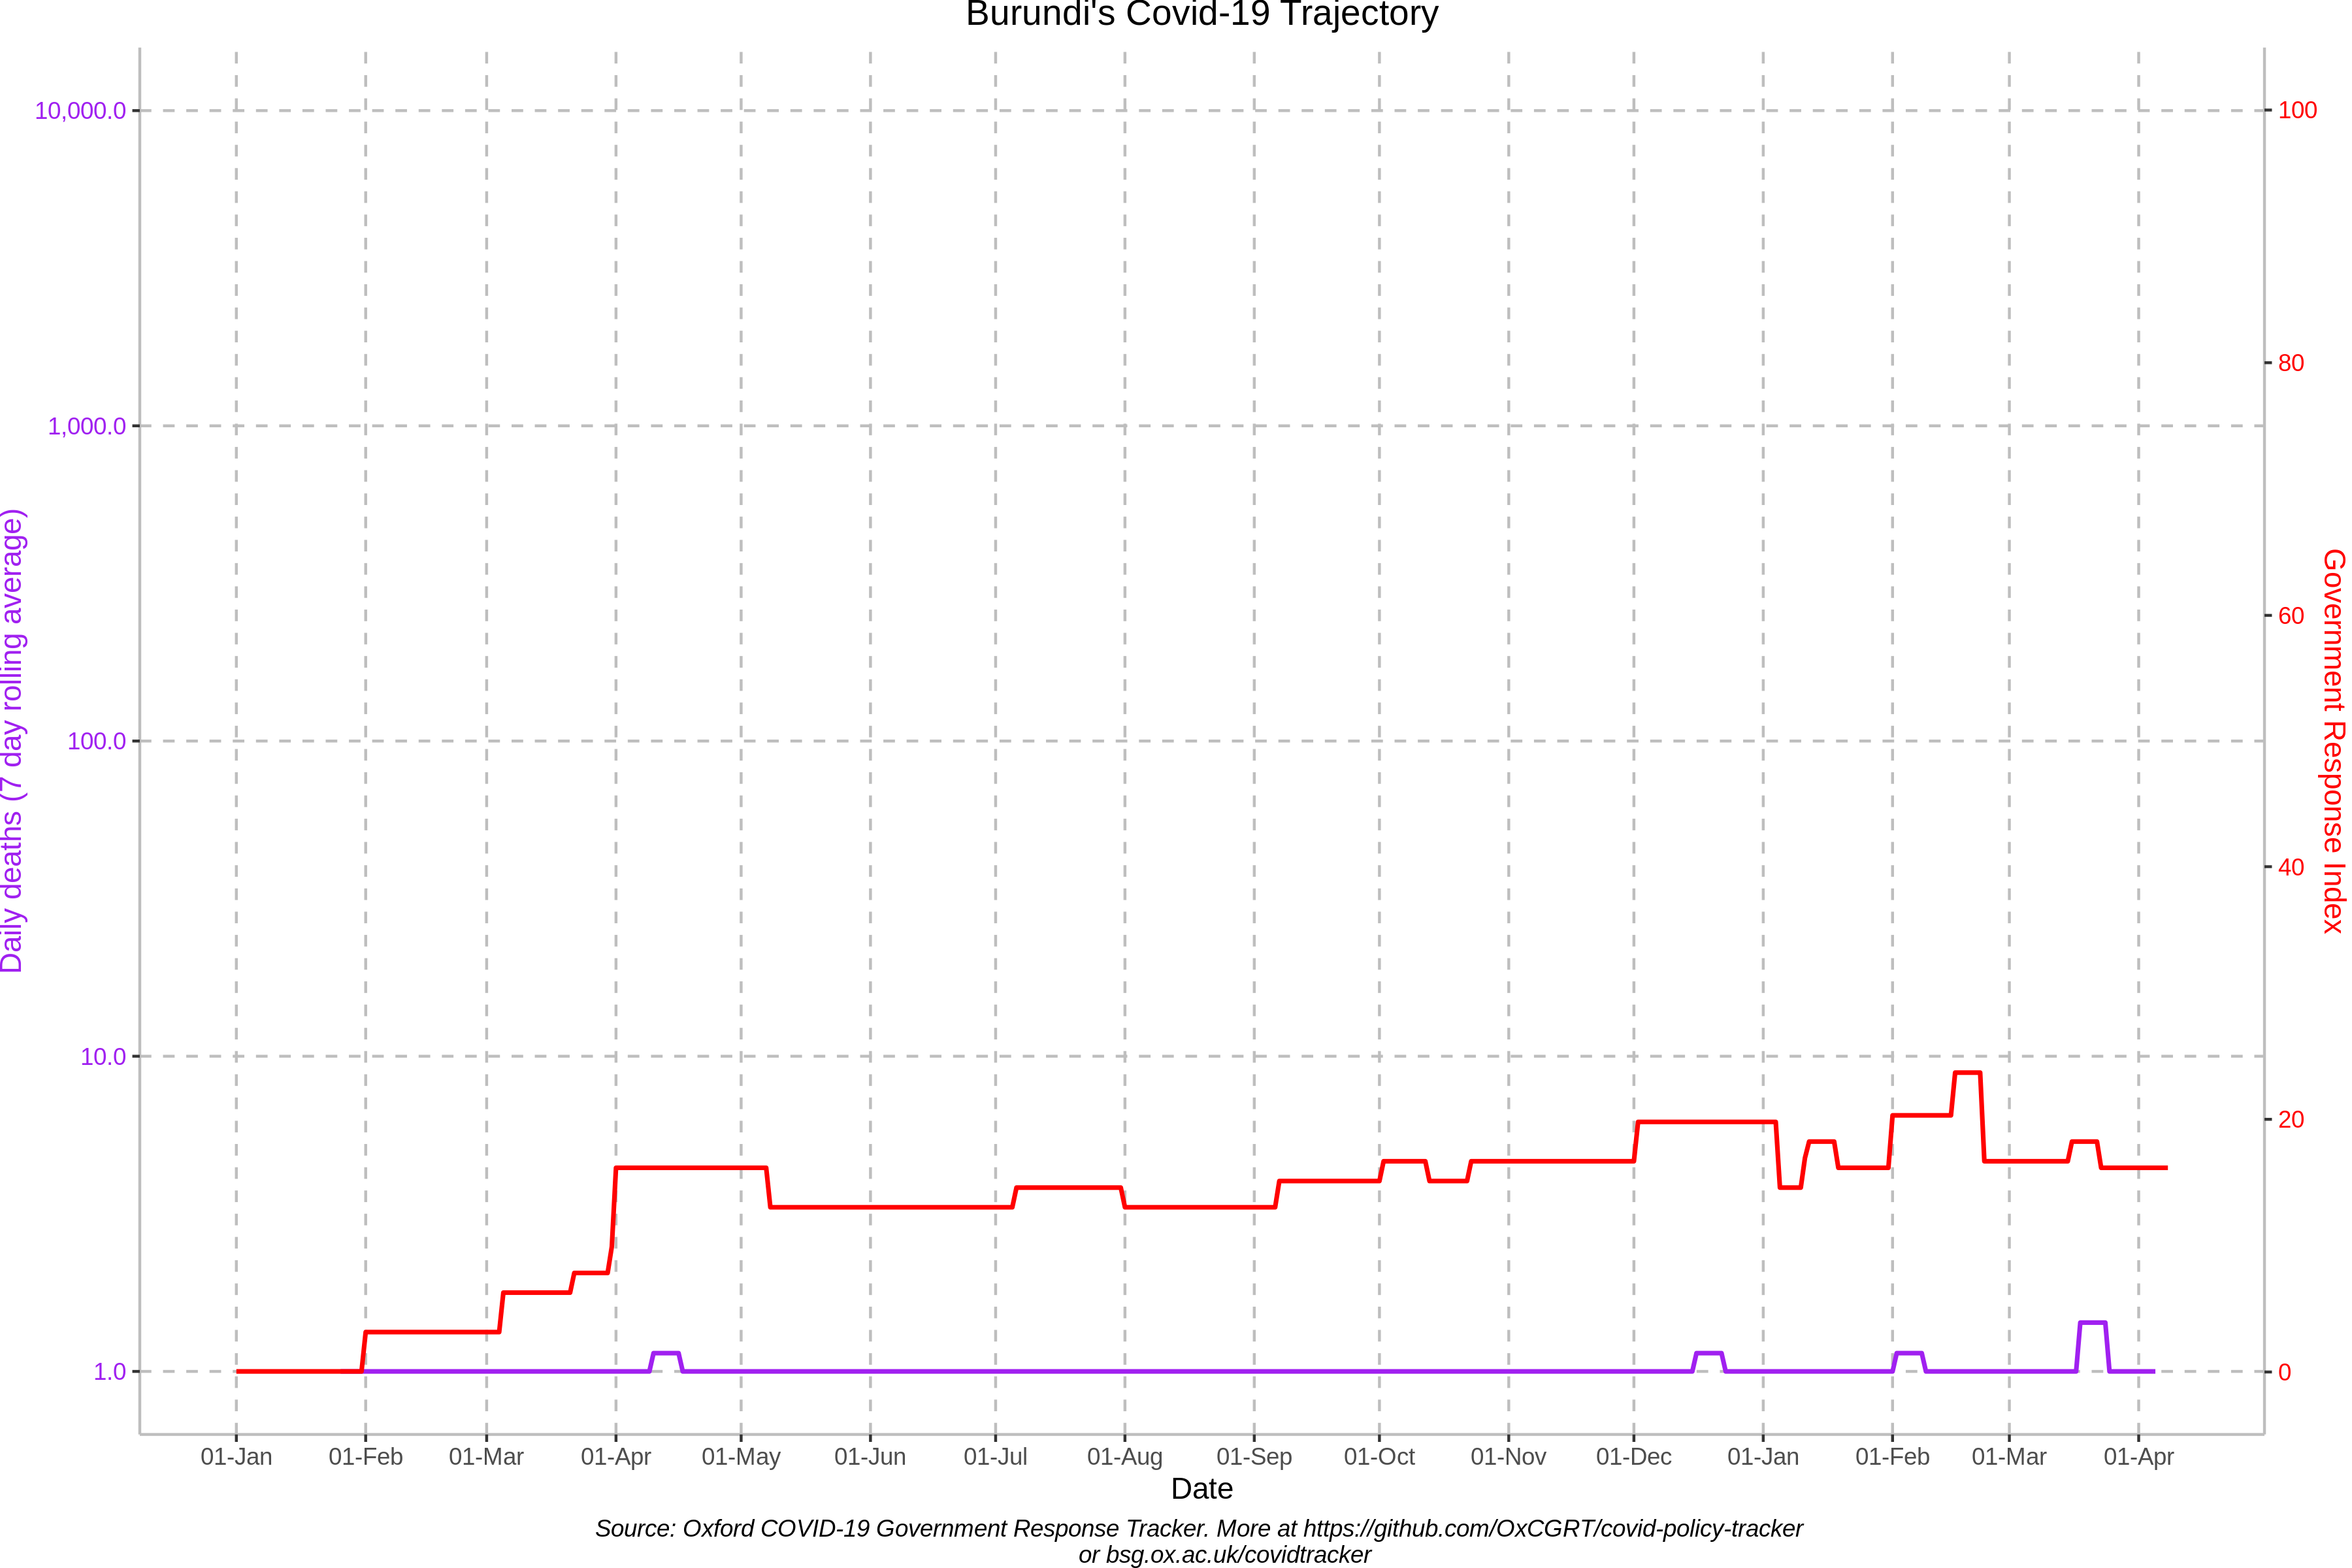 Burundi's Covid-19 Trajectory
Daily deaths (7 day rolling average)
10,000.0
1,000.0
100.0
10.0
1.0
100
80
60
40
20
0
Government Response Index
01-Jan 01-Feb 01-Mar 01-Apr 01-May 01-Jun 01-Jul 01-Aug 01-Sep 01-Oct 01-Nov 01-Dec 01-Jan 01-Feb 01-Mar 01-Apr
Date
Source: Oxford COVID-19 Government Response Tracker. More at https://github.com/OxCGRT/covid-policy-tracker
or bsg.ox.ac.uk/covidtracker